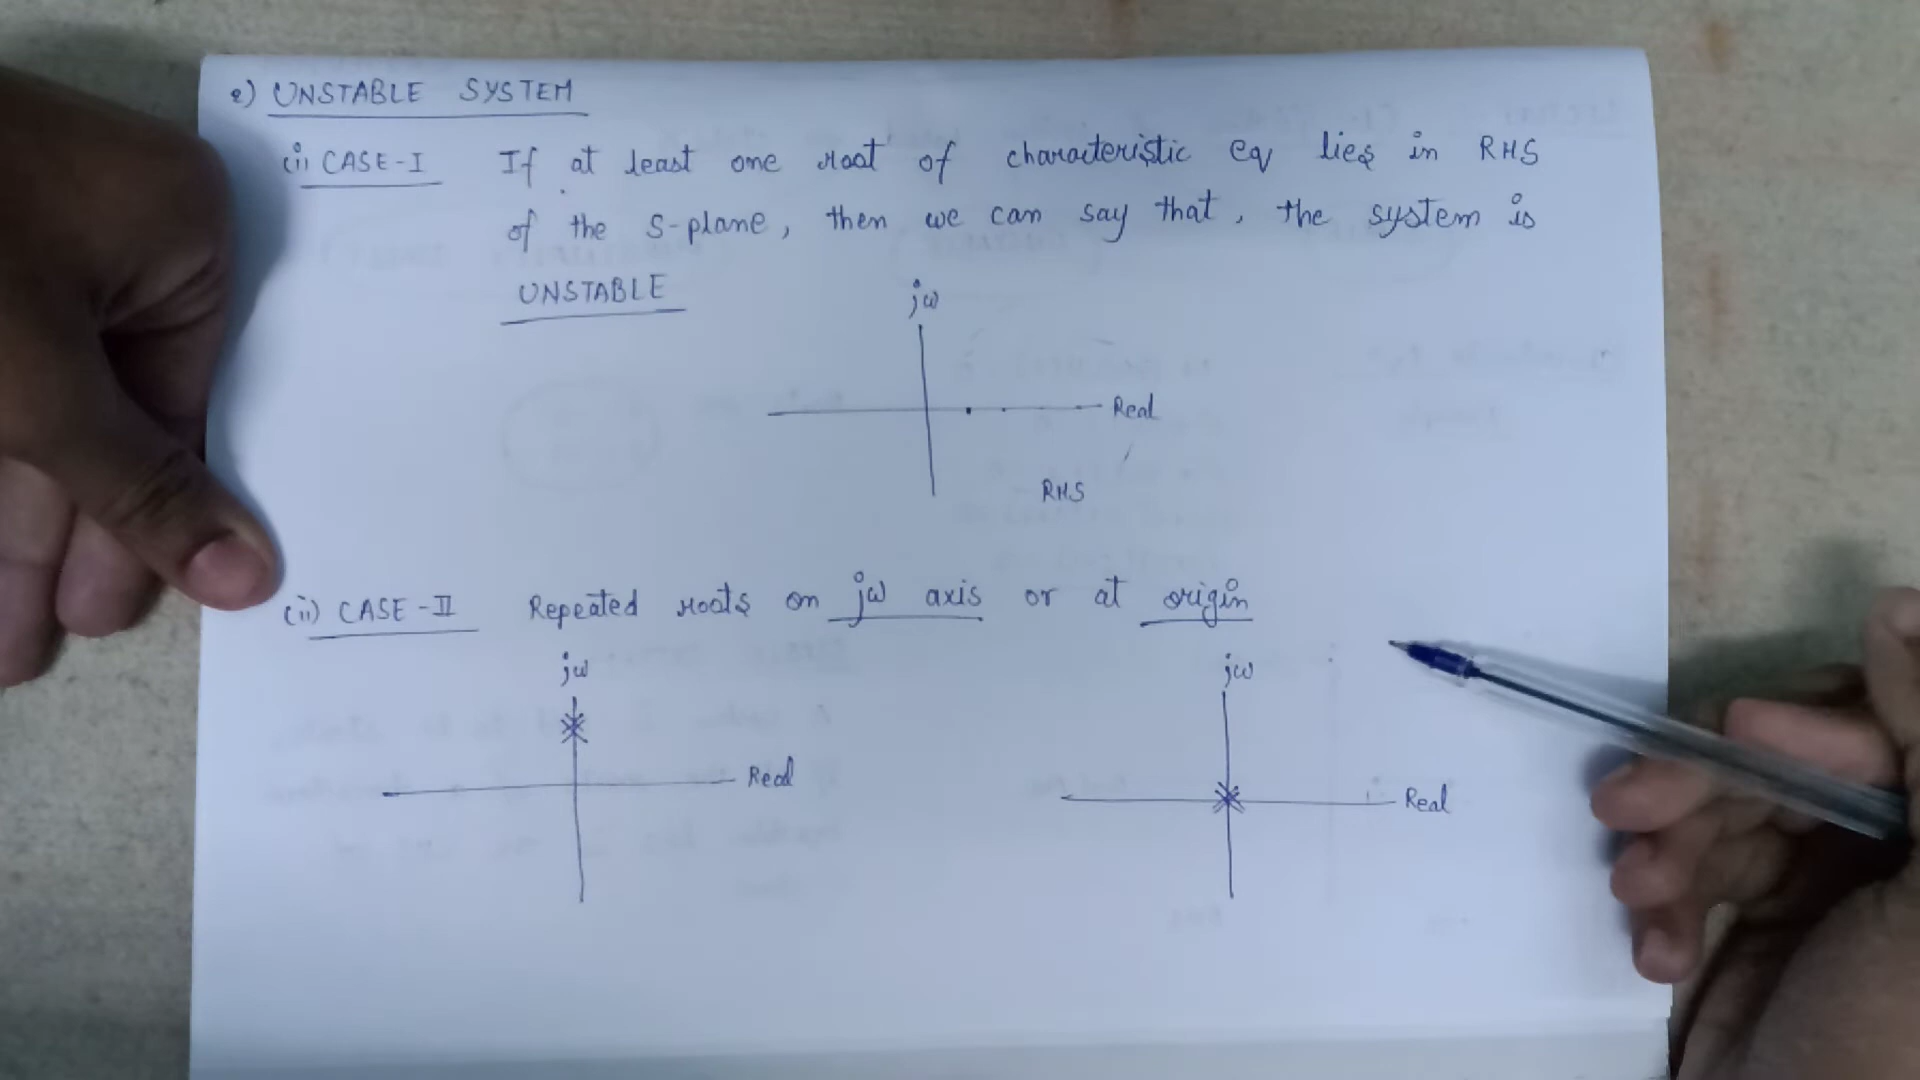 2) UNSTABLE SYSTEM
(i) CASE-I If at least one root of characteristic eq lies in RHS
of the S-plane, then we can say that, the system is
UNSTABLE
jω
Real
RHS
(ii) CASE-II Repeated roots on jω axis or at origin
jω
Real
jω
Real